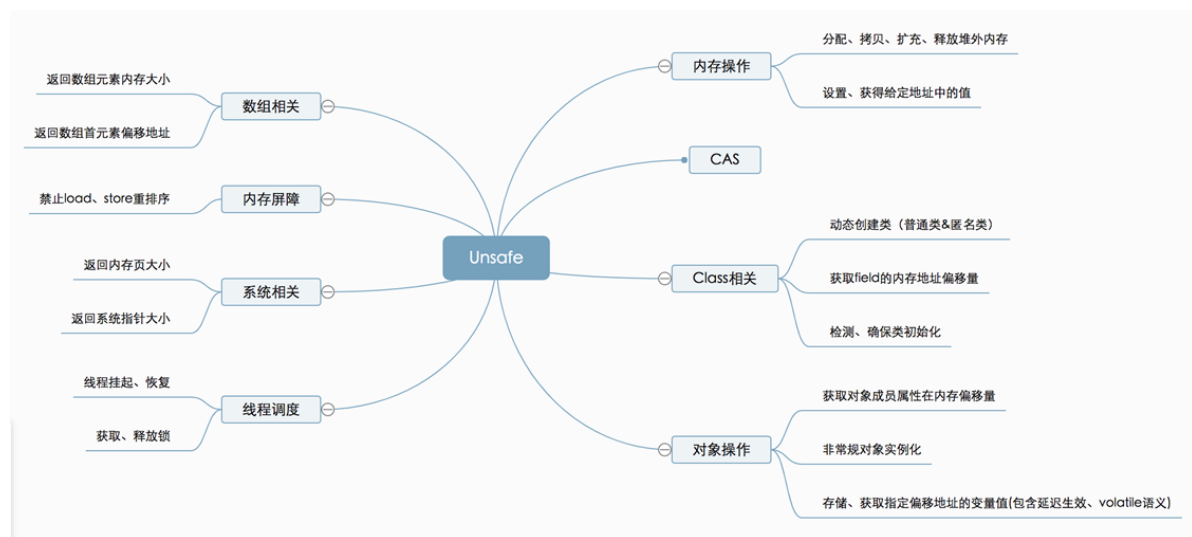 Unsafe
数组相关
返回数组元素内存大小
返回数组首元素偏移地址
内存屏障
禁止load、store重排序
系统相关
返回内存页大小
返回系统指针大小
线程调度
线程挂起、恢复
获取、释放锁
内存操作
分配、拷贝、扩充、释放堆外内存
设置、获得给定地址中的值
CAS
Class相关
动态创建类（普通类&匿名类）
获取field的内存地址偏移量
检测、确保类初始化
对象操作
获取对象成员属性在内存偏移量
非常规对象实例化
存储、获取指定偏移地址的变量值(包含延迟生效、volatile语义)